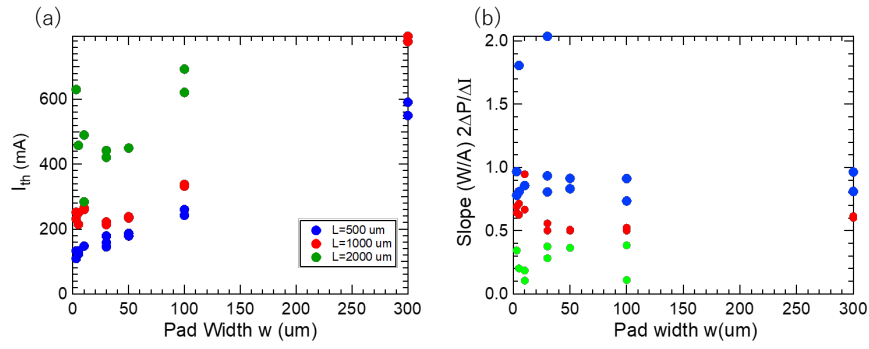 (a)
I_th (mA)
600
400
200
0
0 50 100 150 200 250 300
Pad Width w (um)
L=500 um
L=1000 um
L=2000 um
(b)
Slope (W/A) 2ΔP/ΔI
2.0
1.5
1.0
0.5
0.0
0 50 100 150 200 250 300
Pad width w(um)